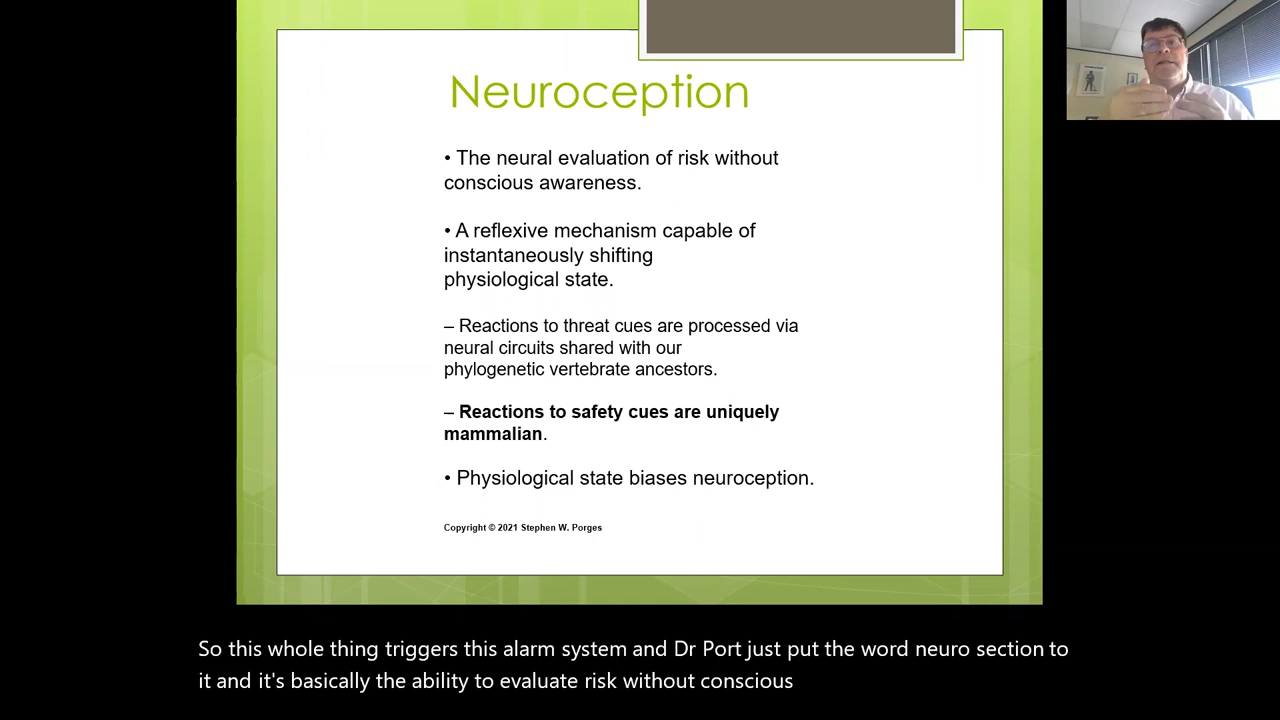 Neuroception
• The neural evaluation of risk without
conscious awareness.
• A reflexive mechanism capable of
instantaneously shifting
physiological state.
– Reactions to threat cues are processed via
neural circuits shared with our
phylogenetic vertebrate ancestors.
– Reactions to safety cues are uniquely
mammalian.
• Physiological state biases neuroception.
Copyright © 2021 Stephen W. Porges
So this whole thing triggers this alarm system and Dr Port just put the word neuro section to
it and it's basically the ability to evaluate risk without conscious